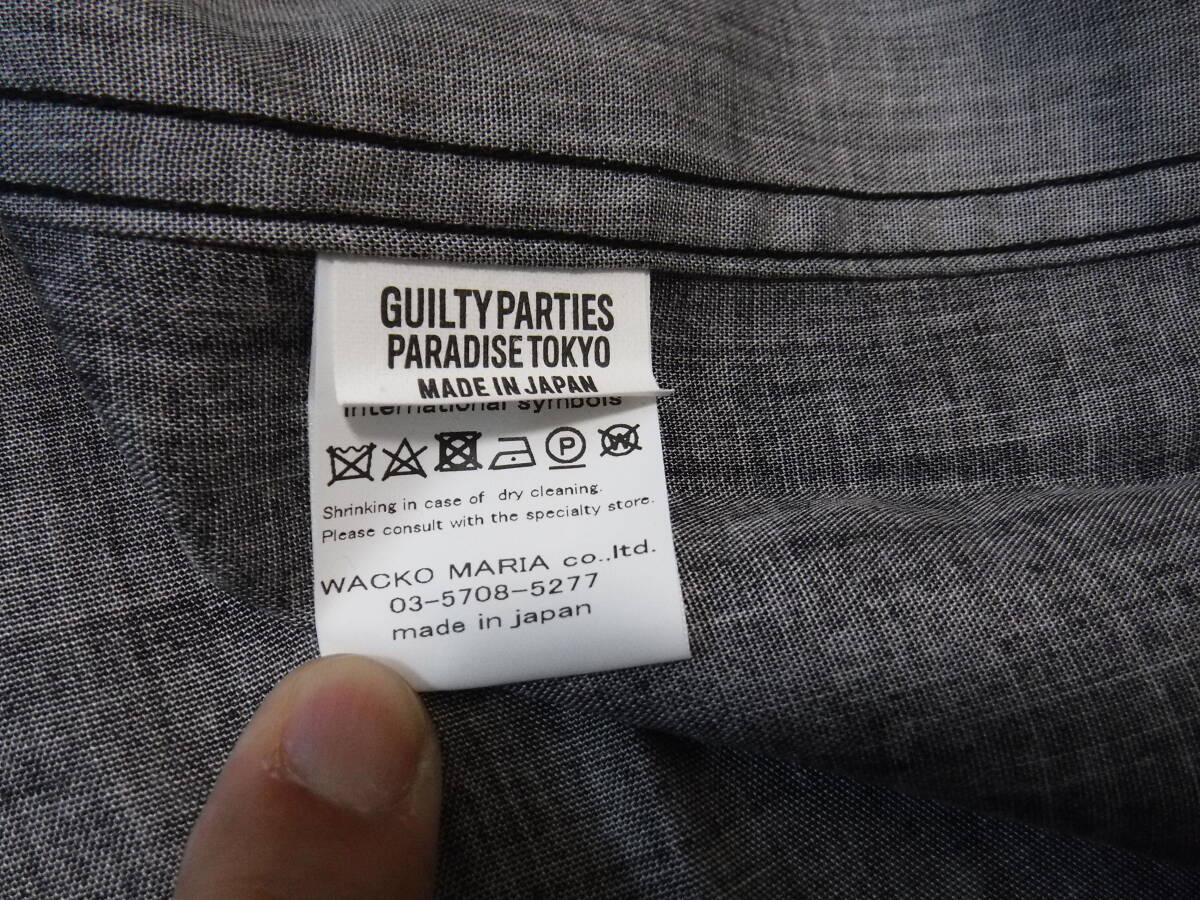 GUILTY PARTIES
PARADISE TOKYO
MADE IN JAPAN
International symbols
P
W
Shrinking in case of dry cleaning.
Please consult with the specialty store.
WACKO MARIA co.,ltd.
03-5708-5277
made in japan